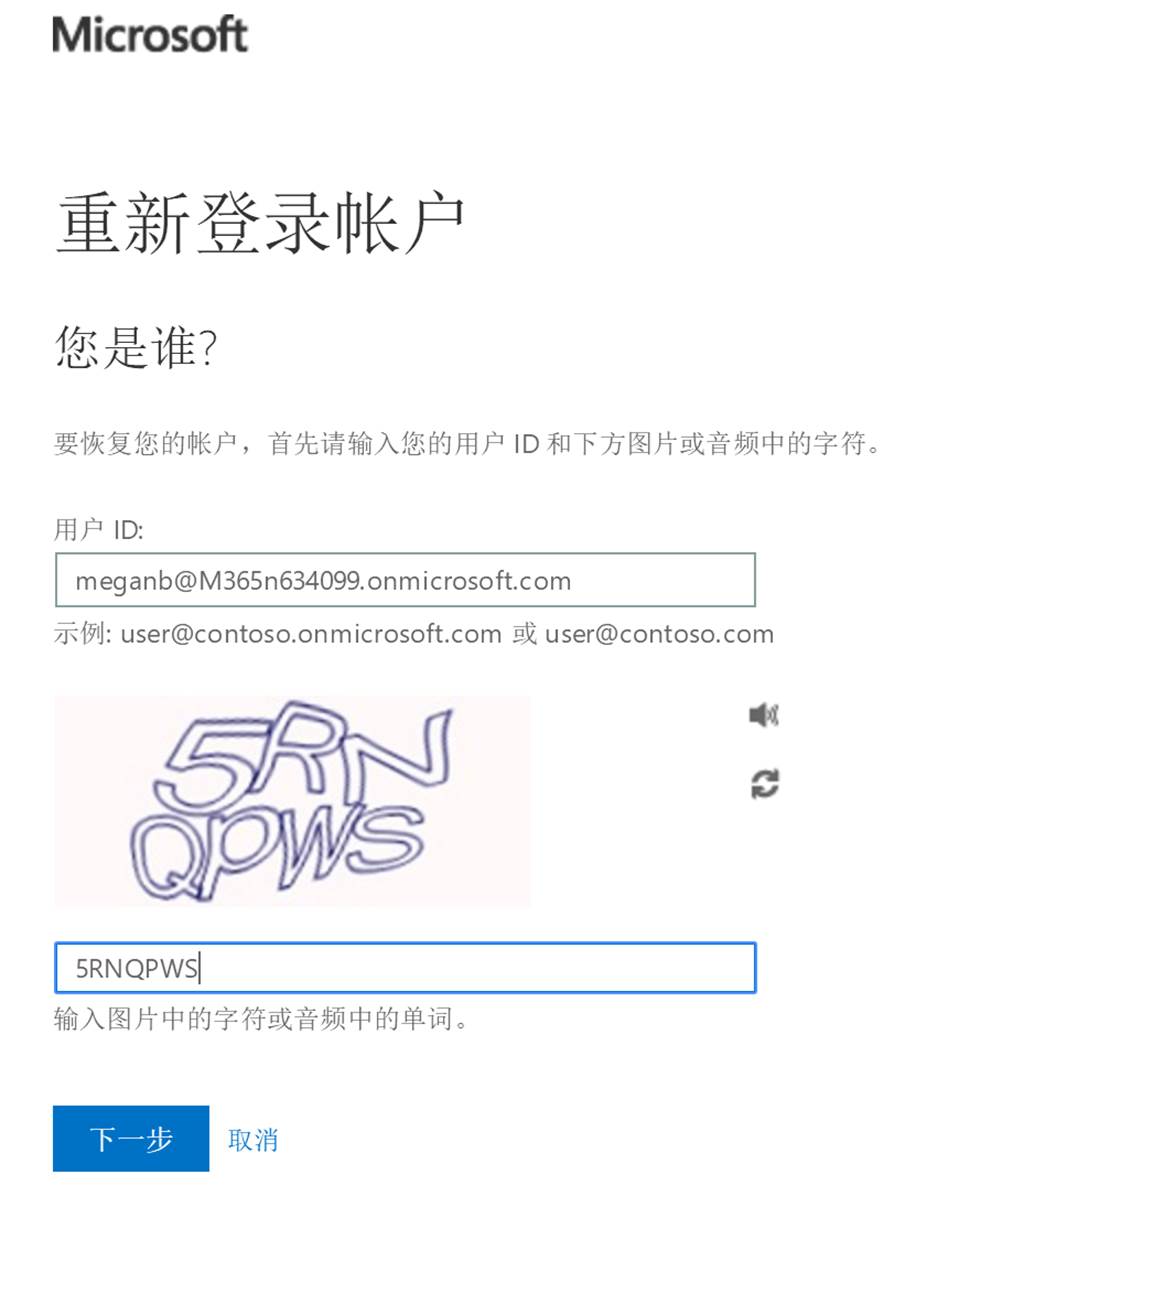 Microsoft
重新登录帐户
您是谁?
要恢复您的帐户，首先请输入您的用户 ID 和下方图片或音频中的字符。
用户 ID:
meganb@M365n634099.onmicrosoft.com
示例: user@contoso.onmicrosoft.com 或 user@contoso.com
5RN
QPWS
5RNQPWS
输入图片中的字符或音频中的单词。
下一步 取消